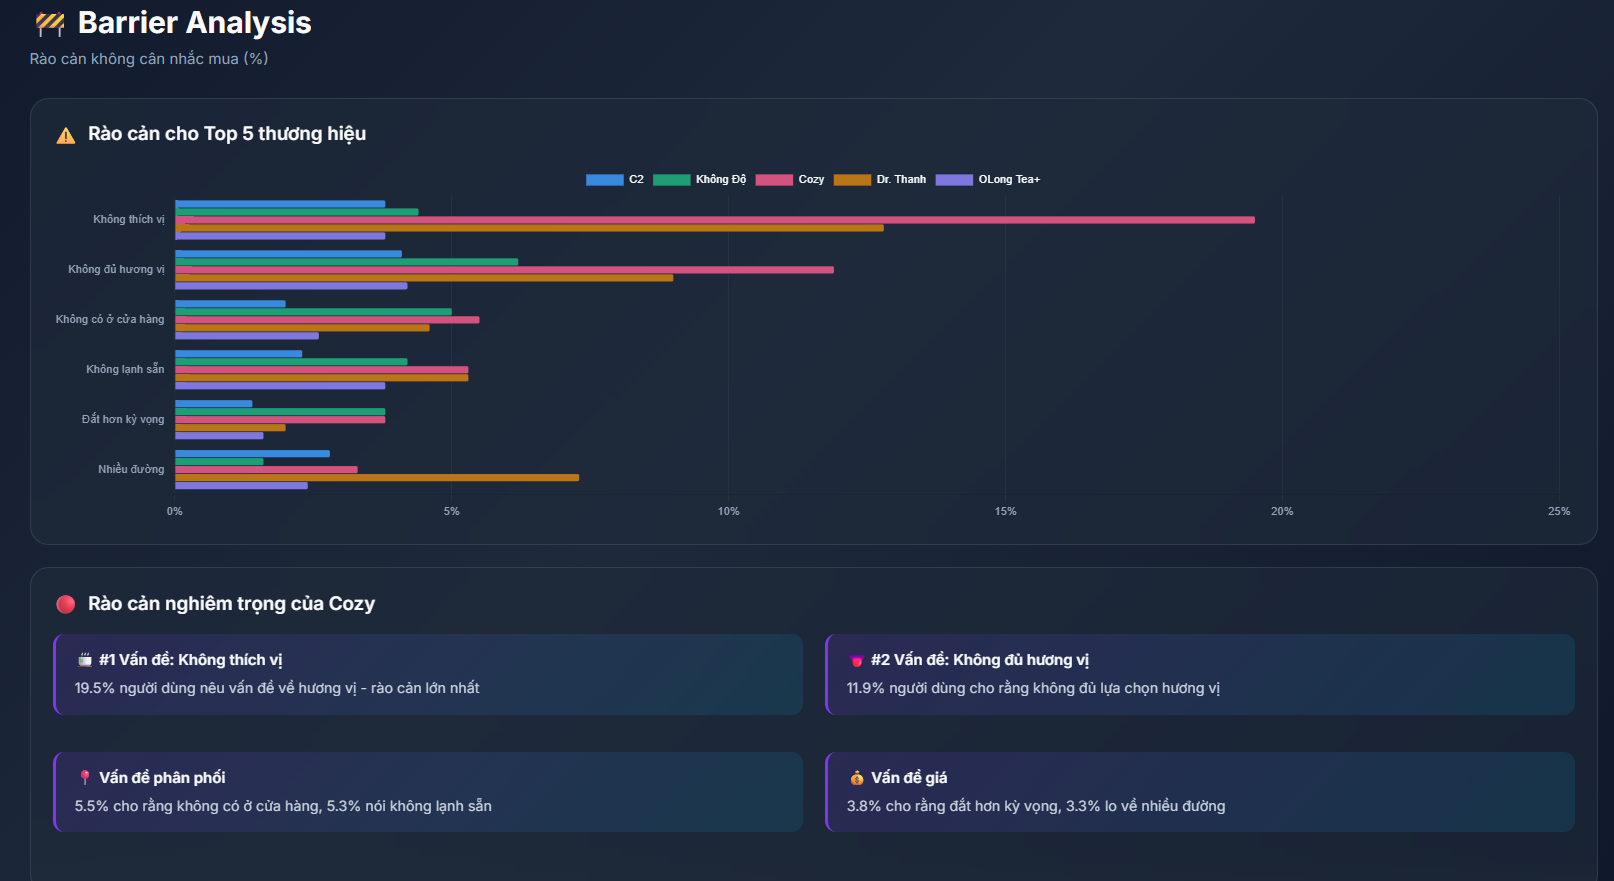 Barrier Analysis
Rào cản không cân nhắc mua (%)
Rào cản cho Top 5 thương hiệu
C2 Không Độ Cozy Dr. Thanh OLong Tea+
Không thích vị
Không đủ hương vị
Không có ở cửa hàng
Không lạnh sẵn
Đắt hơn kỳ vọng
Nhiều đường
0% 5% 10% 15% 20% 25%
Rào cản nghiêm trọng của Cozy
#1 Vấn đề: Không thích vị
19.5% người dùng nêu vấn đề về hương vị - rào cản lớn nhất
#2 Vấn đề: Không đủ hương vị
11.9% người dùng cho rằng không đủ lựa chọn hương vị
Vấn đề phân phối
5.5% cho rằng không có ở cửa hàng, 5.3% nói không lạnh sẵn
Vấn đề giá
3.8% cho rằng đắt hơn kỳ vọng, 3.3% lo về nhiều đường